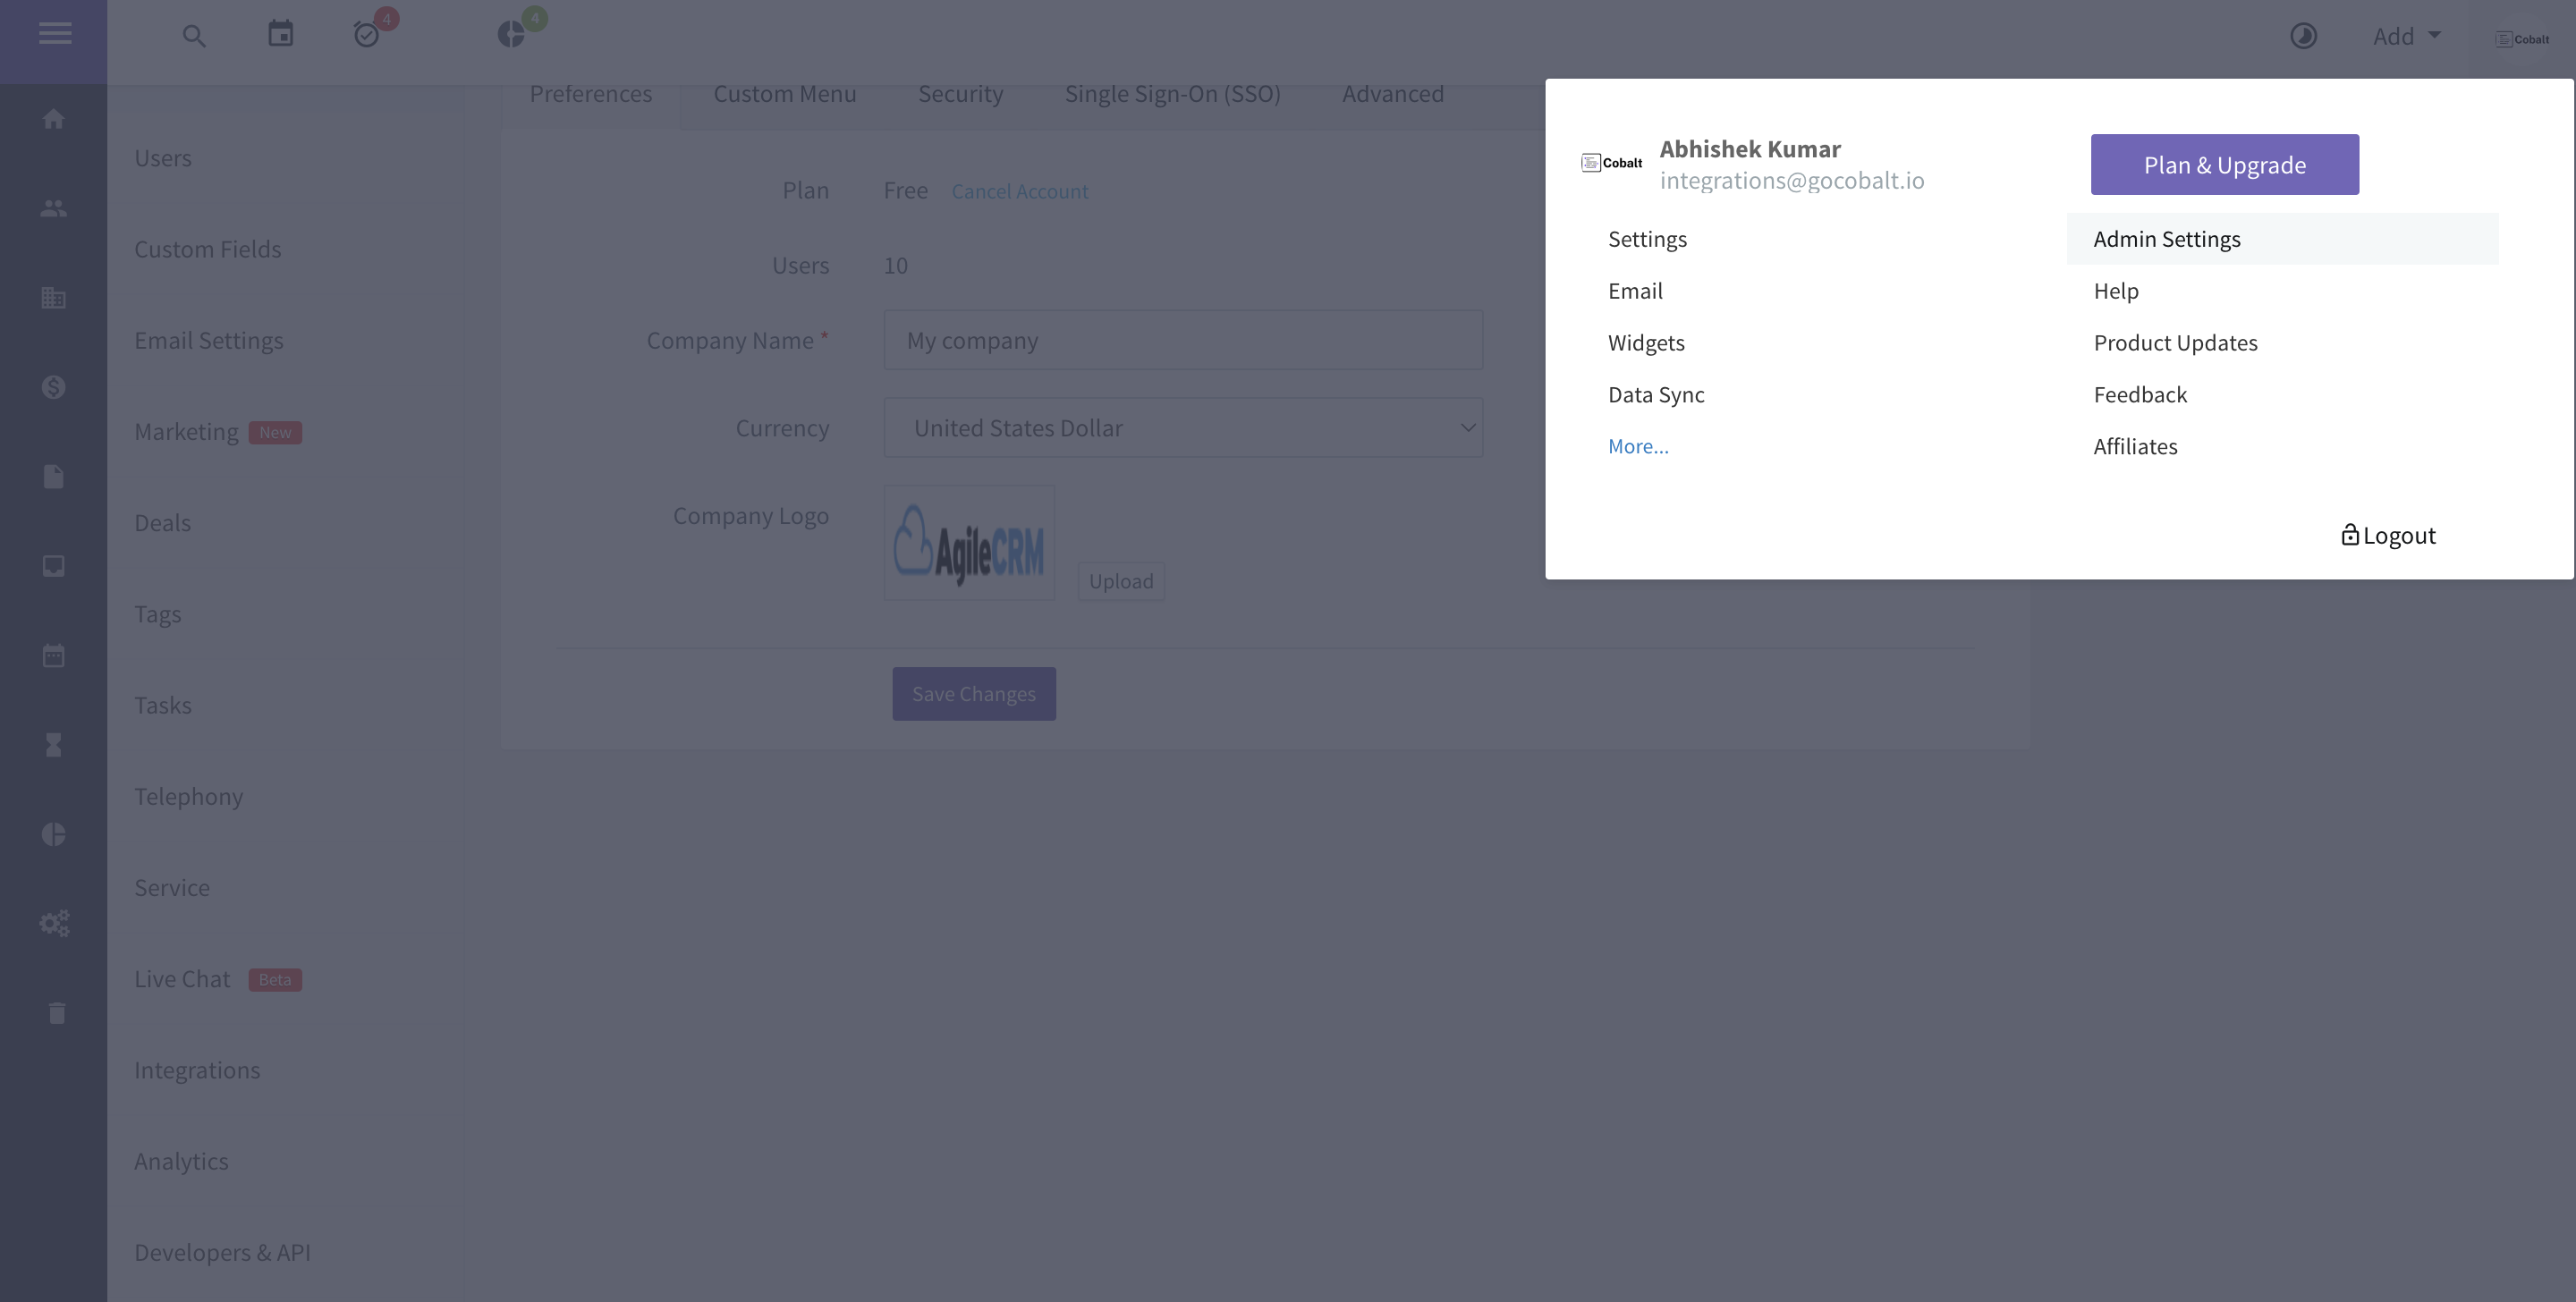 4
4
Add
Cobalt
Preferences
Custom Menu
Security
Single Sign-On (SSO)
Advanced
Users
Custom Fields
Email Settings
Marketing New
Deals
Tags
Tasks
Telephony
Service
Live Chat Beta
Integrations
Analytics
Developers & API
Plan Free Cancel Account
Users 10
Company Name * My company
Currency United States Dollar
Company Logo
AgileCRM
Upload
Save Changes
Cobalt
Abhishek Kumar
integrations@gocobalt.io
Plan & Upgrade
Settings
Email
Widgets
Data Sync
More...
Admin Settings
Help
Product Updates
Feedback
Affiliates
Logout